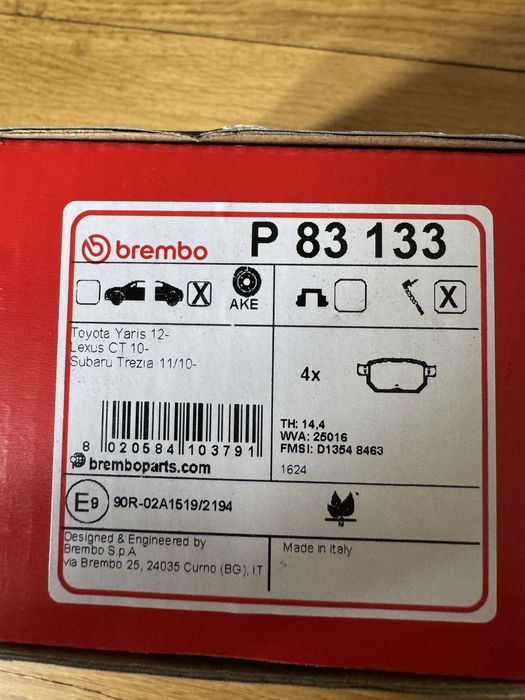 brembo P 83 133
X AKE X
Toyota Yaris 12-
Lexus CT 10-
Subaru Trezia 11/10-
4x
8 020584 103791
bremboparts.com
TH: 14,4
WVA: 25016
FMSI: D1354 8463
1624
E9 90R-02A1519/2194
N
Designed & Engineered by
Brembo S.p.A.
via Brembo 25, 24035 Curno (BG), IT
Made in Italy